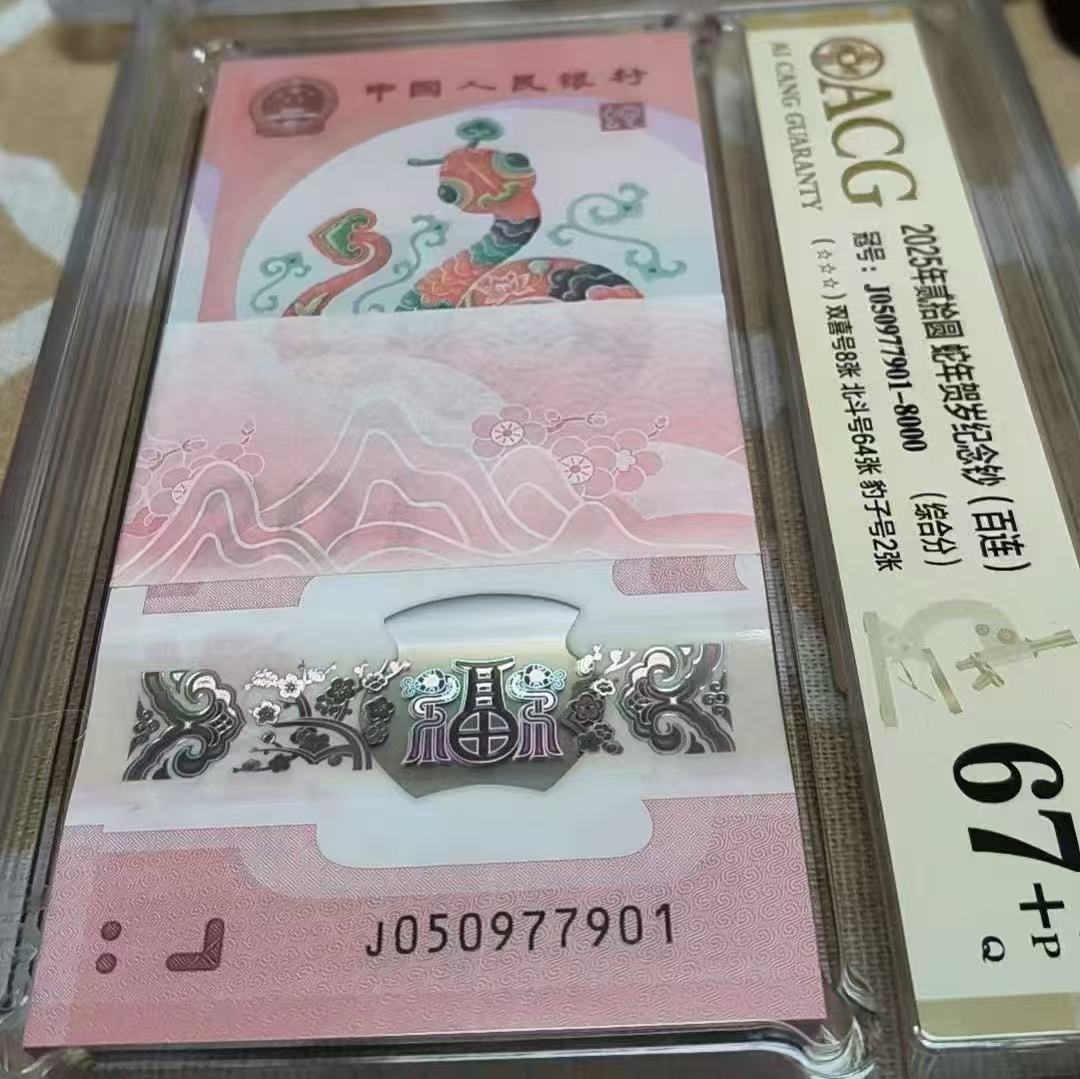 中国人民银行
J050977901
ACG
AI CANG GUARANTY
2025年贰拾圆 蛇年贺岁纪念钞(百连)
冠号:J050977901-8000 (综合分)
(☆☆☆)双喜号8张 北斗号64张 豹子号2张
67+
P
Q